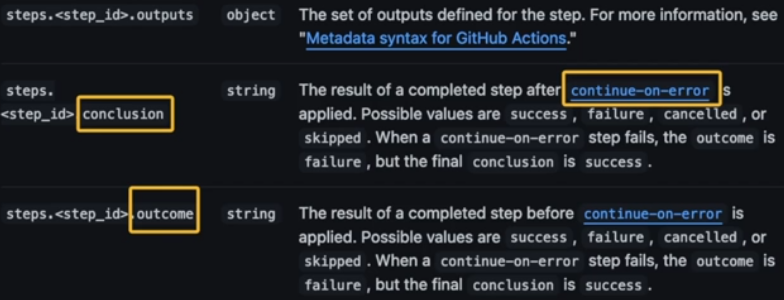 steps.<step_id>.outputs object The set of outputs defined for the step. For more information, see
"Metadata syntax for GitHub Actions."
steps. string The result of a completed step after continue-on-error is
<step_id>.conclusion applied. Possible values are success, failure, cancelled, or
skipped. When a continue-on-error step fails, the outcome is
failure, but the final conclusion is success.
steps.<step_id>.outcome string The result of a completed step before continue-on-error is
applied. Possible values are success, failure, cancelled, or
skipped. When a continue-on-error step fails, the outcome is
failure, but the final conclusion is success.